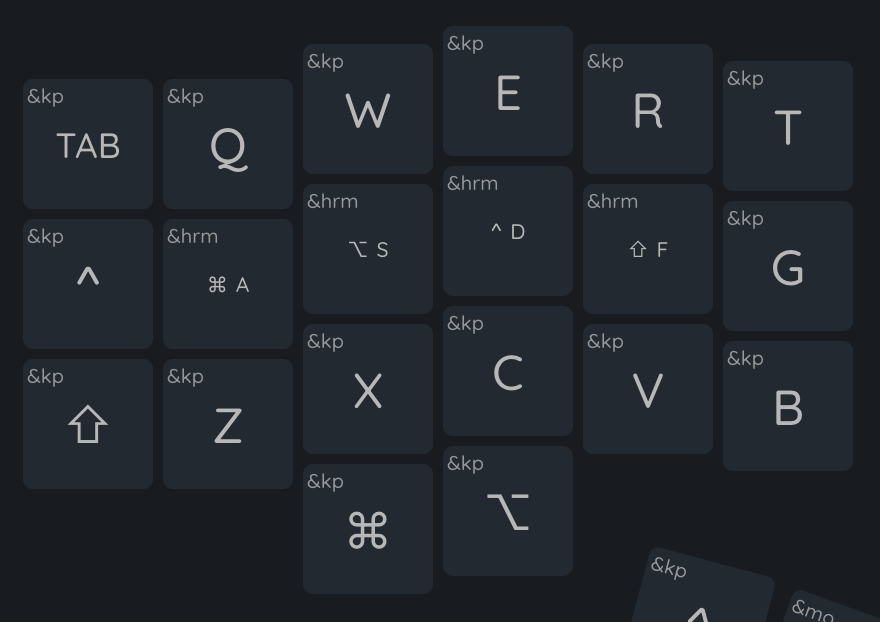 &kp TAB
&kp Q
&kp W
&kp E
&kp R
&kp T
&kp ^
&hrm ⌘ A
&hrm ⌥ S
&hrm ^ D
&hrm ⇧ F
&kp G
&kp ⇧
&kp Z
&kp X
&kp C
&kp V
&kp B
&kp ⌘
&kp ⌥
&kp
&mo